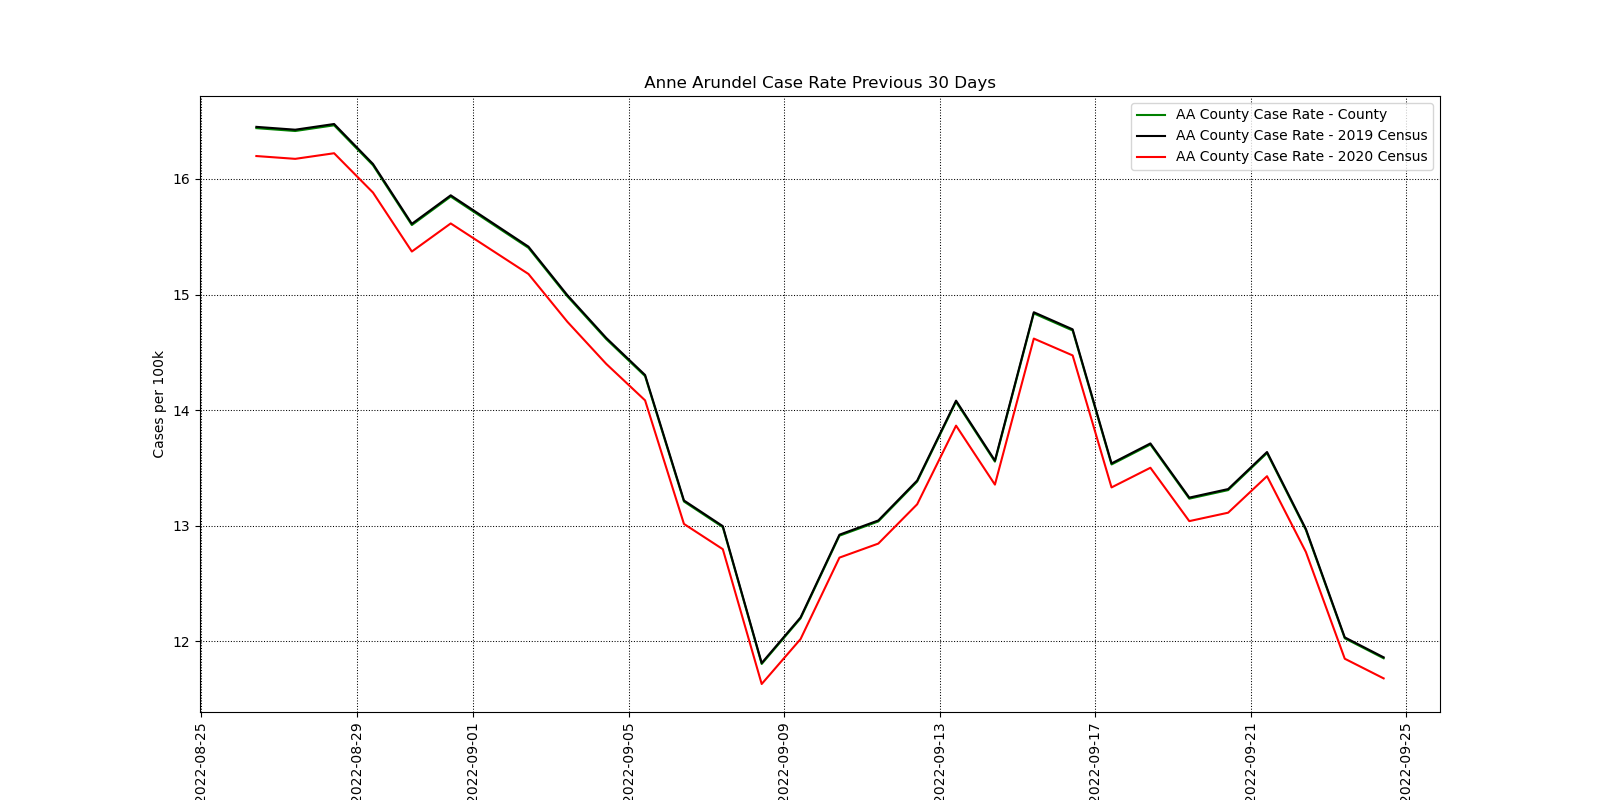 Anne Arundel Case Rate Previous 30 Days
AA County Case Rate - County
AA County Case Rate - 2019 Census
AA County Case Rate - 2020 Census
16
15
14
13
12
Cases per 100k
2022-08-25
2022-08-29
2022-09-01
2022-09-05
2022-09-09
2022-09-13
2022-09-17
2022-09-21
2022-09-25